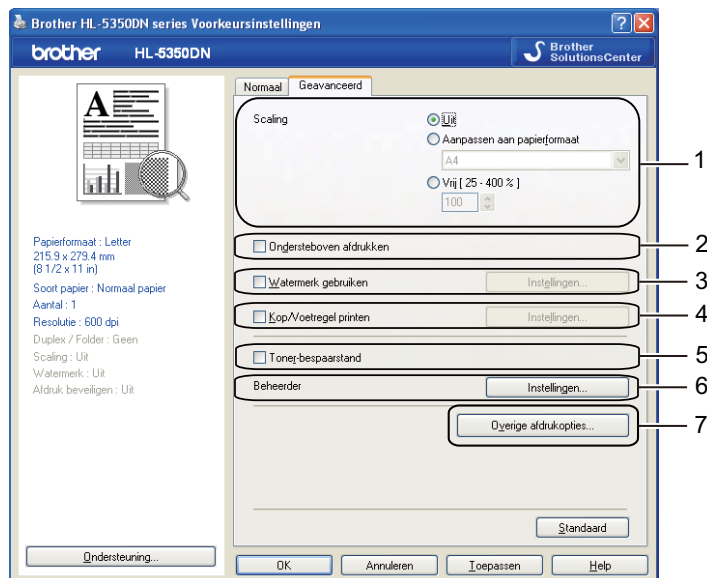 Brother HL-5350DN series Voorkeursinstellingen
brother HL-5350DN
Brother SolutionsCenter
A
Papierformaat : Letter
215.9 x 279.4 mm
(8 1/2 x 11 in)
Soort papier : Normaal papier
Aantal : 1
Resolutie : 600 dpi
Duplex / Folder : Geen
Scaling : Uit
Watermerk : Uit
Afdruk beveiligen : Uit
Ondersteuning...
Normaal Geavanceerd
Scaling
Uit
Aanpassen aan papierformaat
A4
Vrij [ 25 - 400 % ]
100
1
Ondersteboven afdrukken
2
Watermerk gebruiken Instellingen...
3
Kop/Voetregel printen Instellingen...
4
Toner-bespaarstand
5
Beheerder Instellingen...
6
Overige afdrukopties...
7
Standaard
OK Annuleren Toepassen Help